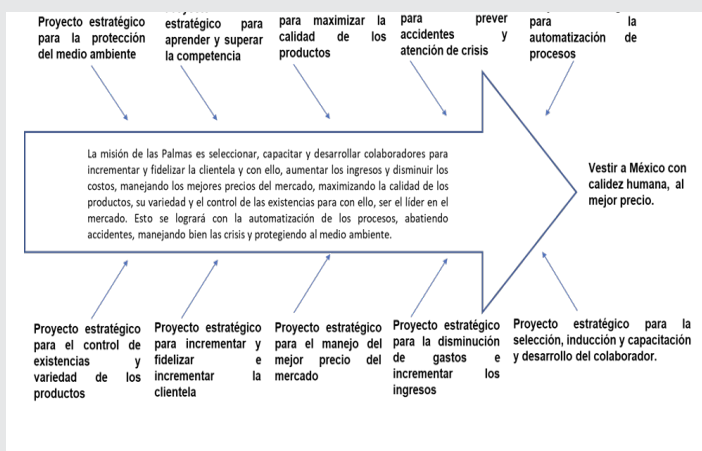 Proyecto estratégico
para la protección
del medio ambiente
estratégico para
aprender y superar
la competencia
para maximizar la
calidad de los
productos
para prever
accidentes y
atención de crisis
para la
automatización de
procesos
La misión de las Palmas es seleccionar, capacitar y desarrollar colaboradores para
incrementar y fidelizar la clientela y con ello, aumentar los ingresos y disminuir los
costos, manejando los mejores precios del mercado, maximizando la calidad de los
productos, su variedad y el control de las existencias para con ello, ser el líder en el
mercado. Esto se logrará con la automatización de los procesos, abatiendo
accidentes, manejando bien las crisis y protegiendo al medio ambiente.
Vestir a México con
calidez humana, al
mejor precio.
Proyecto estratégico
para el control de
existencias y
variedad de los
productos
Proyecto estratégico
para incrementar y
fidelizar e
incrementar la
clientela
Proyecto estratégico
para el manejo del
mejor precio del
mercado
Proyecto estratégico
para la disminución
de gastos e
incrementar los
ingresos
Proyecto estratégico para la
selección, inducción y capacitación
y desarrollo del colaborador.